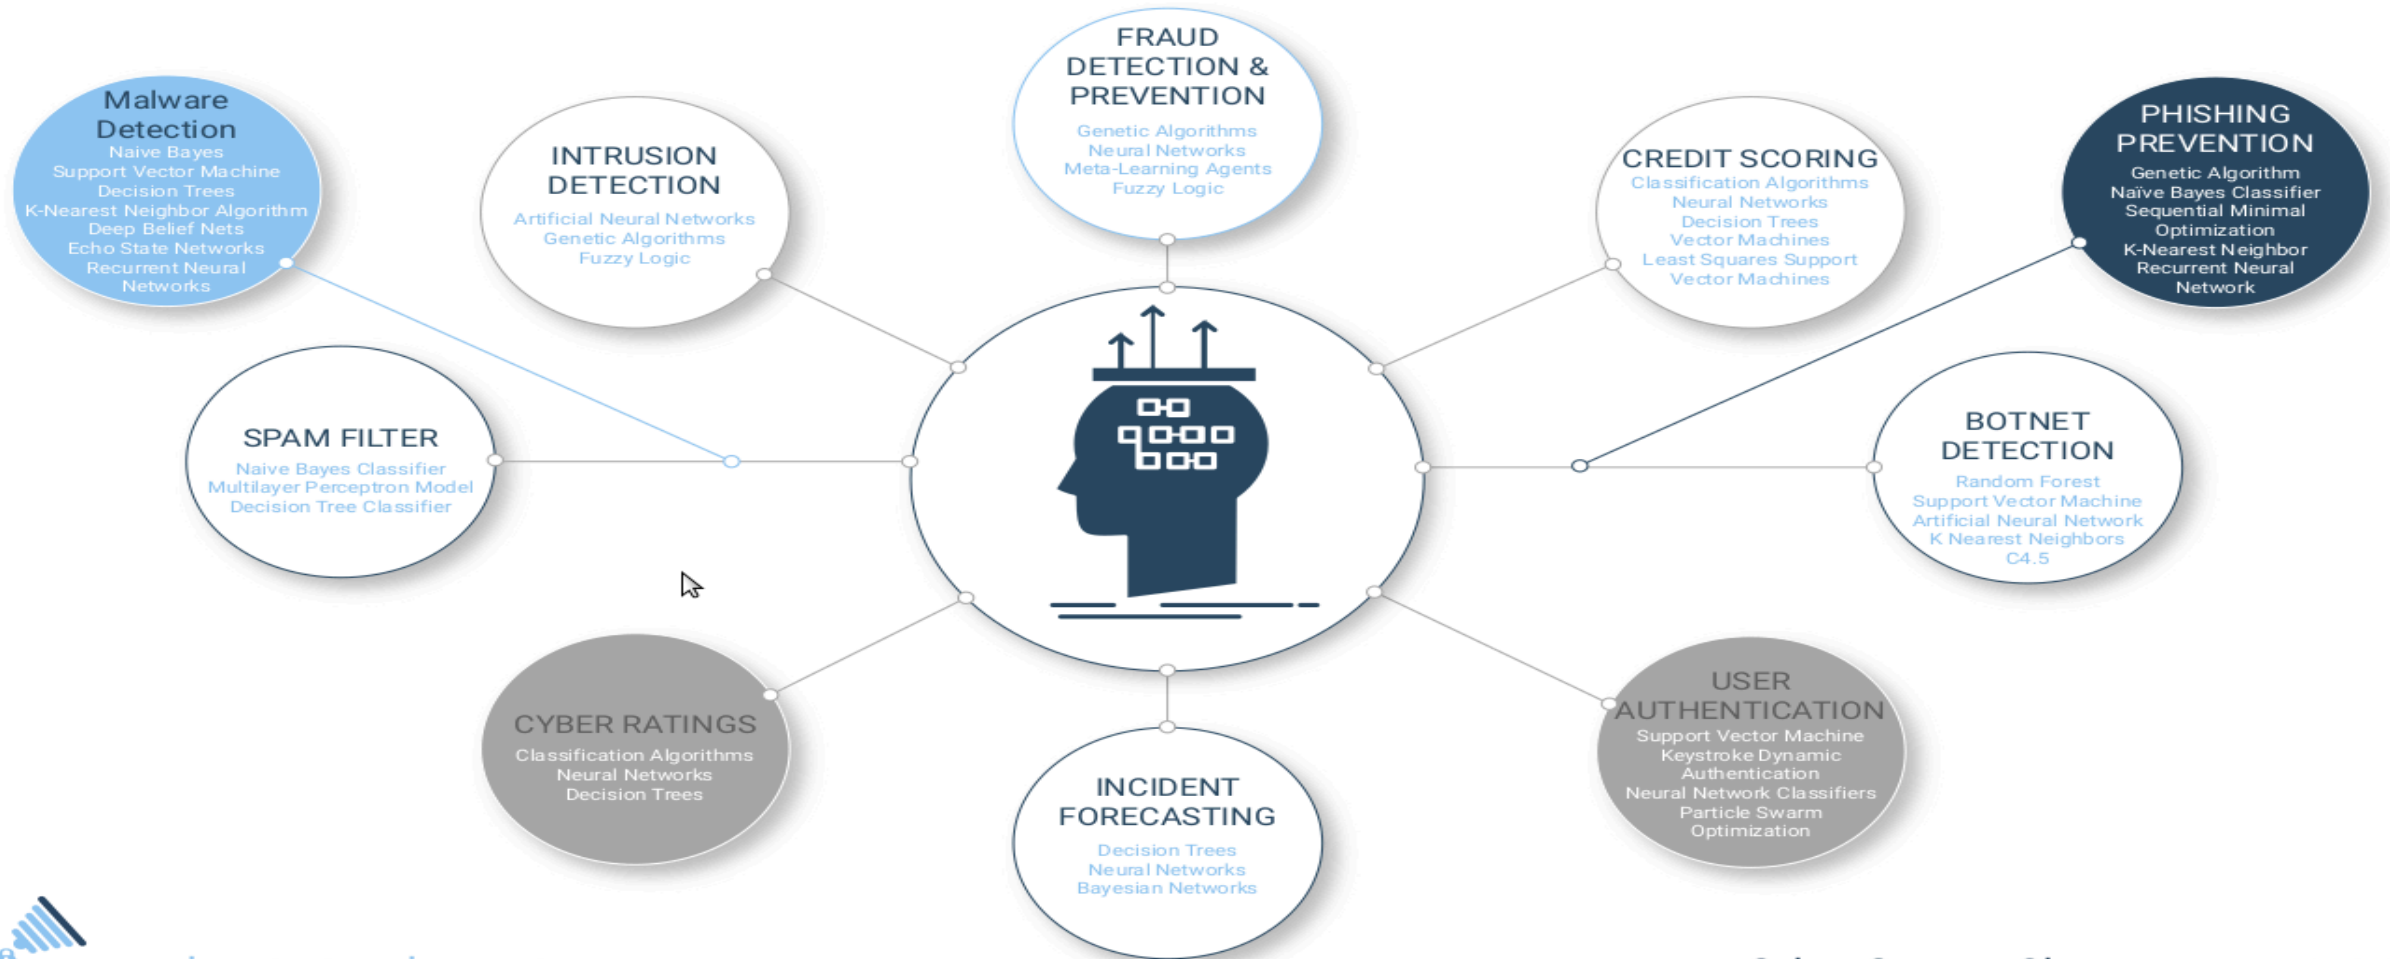 FRAUD
DETECTION &
PREVENTION
Genetic Algorithms
Neural Networks
Meta-Learning Agents
Fuzzy Logic
Malware
Detection
Naive Bayes
Support Vector Machine
Decision Trees
K-Nearest Neighbor Algorithm
Deep Belief Nets
Echo State Networks
Recurrent Neural
Networks
INTRUSION
DETECTION
Artificial Neural Networks
Genetic Algorithms
Fuzzy Logic
CREDIT SCORING
Classification Algorithms
Neural Networks
Decision Trees
Vector Machines
Least Squares Support
Vector Machines
PHISHING
PREVENTION
Genetic Algorithm
Naïve Bayes Classifier
Sequential Minimal
Optimization
K-Nearest Neighbor
Recurrent Neural
Network
SPAM FILTER
Naive Bayes Classifier
Multilayer Perceptron Model
Decision Tree Classifier
BOTNET
DETECTION
Random Forest
Support Vector Machine
Artificial Neural Network
K Nearest Neighbors
C4.5
CYBER RATINGS
Classification Algorithms
Neural Networks
Decision Trees
INCIDENT
FORECASTING
Decision Trees
Neural Networks
Bayesian Networks
USER
AUTHENTICATION
Support Vector Machine
Keystroke Dynamic
Authentication
Neural Network Classifiers
Particle Swarm
Optimization